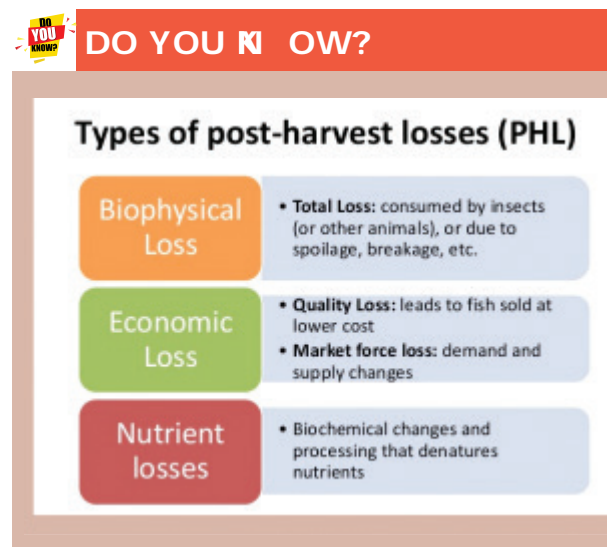 DO
YOU
KNOW?
DO YOU KNOW?
Types of post-harvest losses (PHL)
Biophysical
Loss
• Total Loss: consumed by insects
(or other animals), or due to
spoilage, breakage, etc.
Economic
Loss
• Quality Loss: leads to fish sold at
lower cost
• Market force loss: demand and
supply changes
Nutrient
losses
• Biochemical changes and
processing that denatures
nutrients